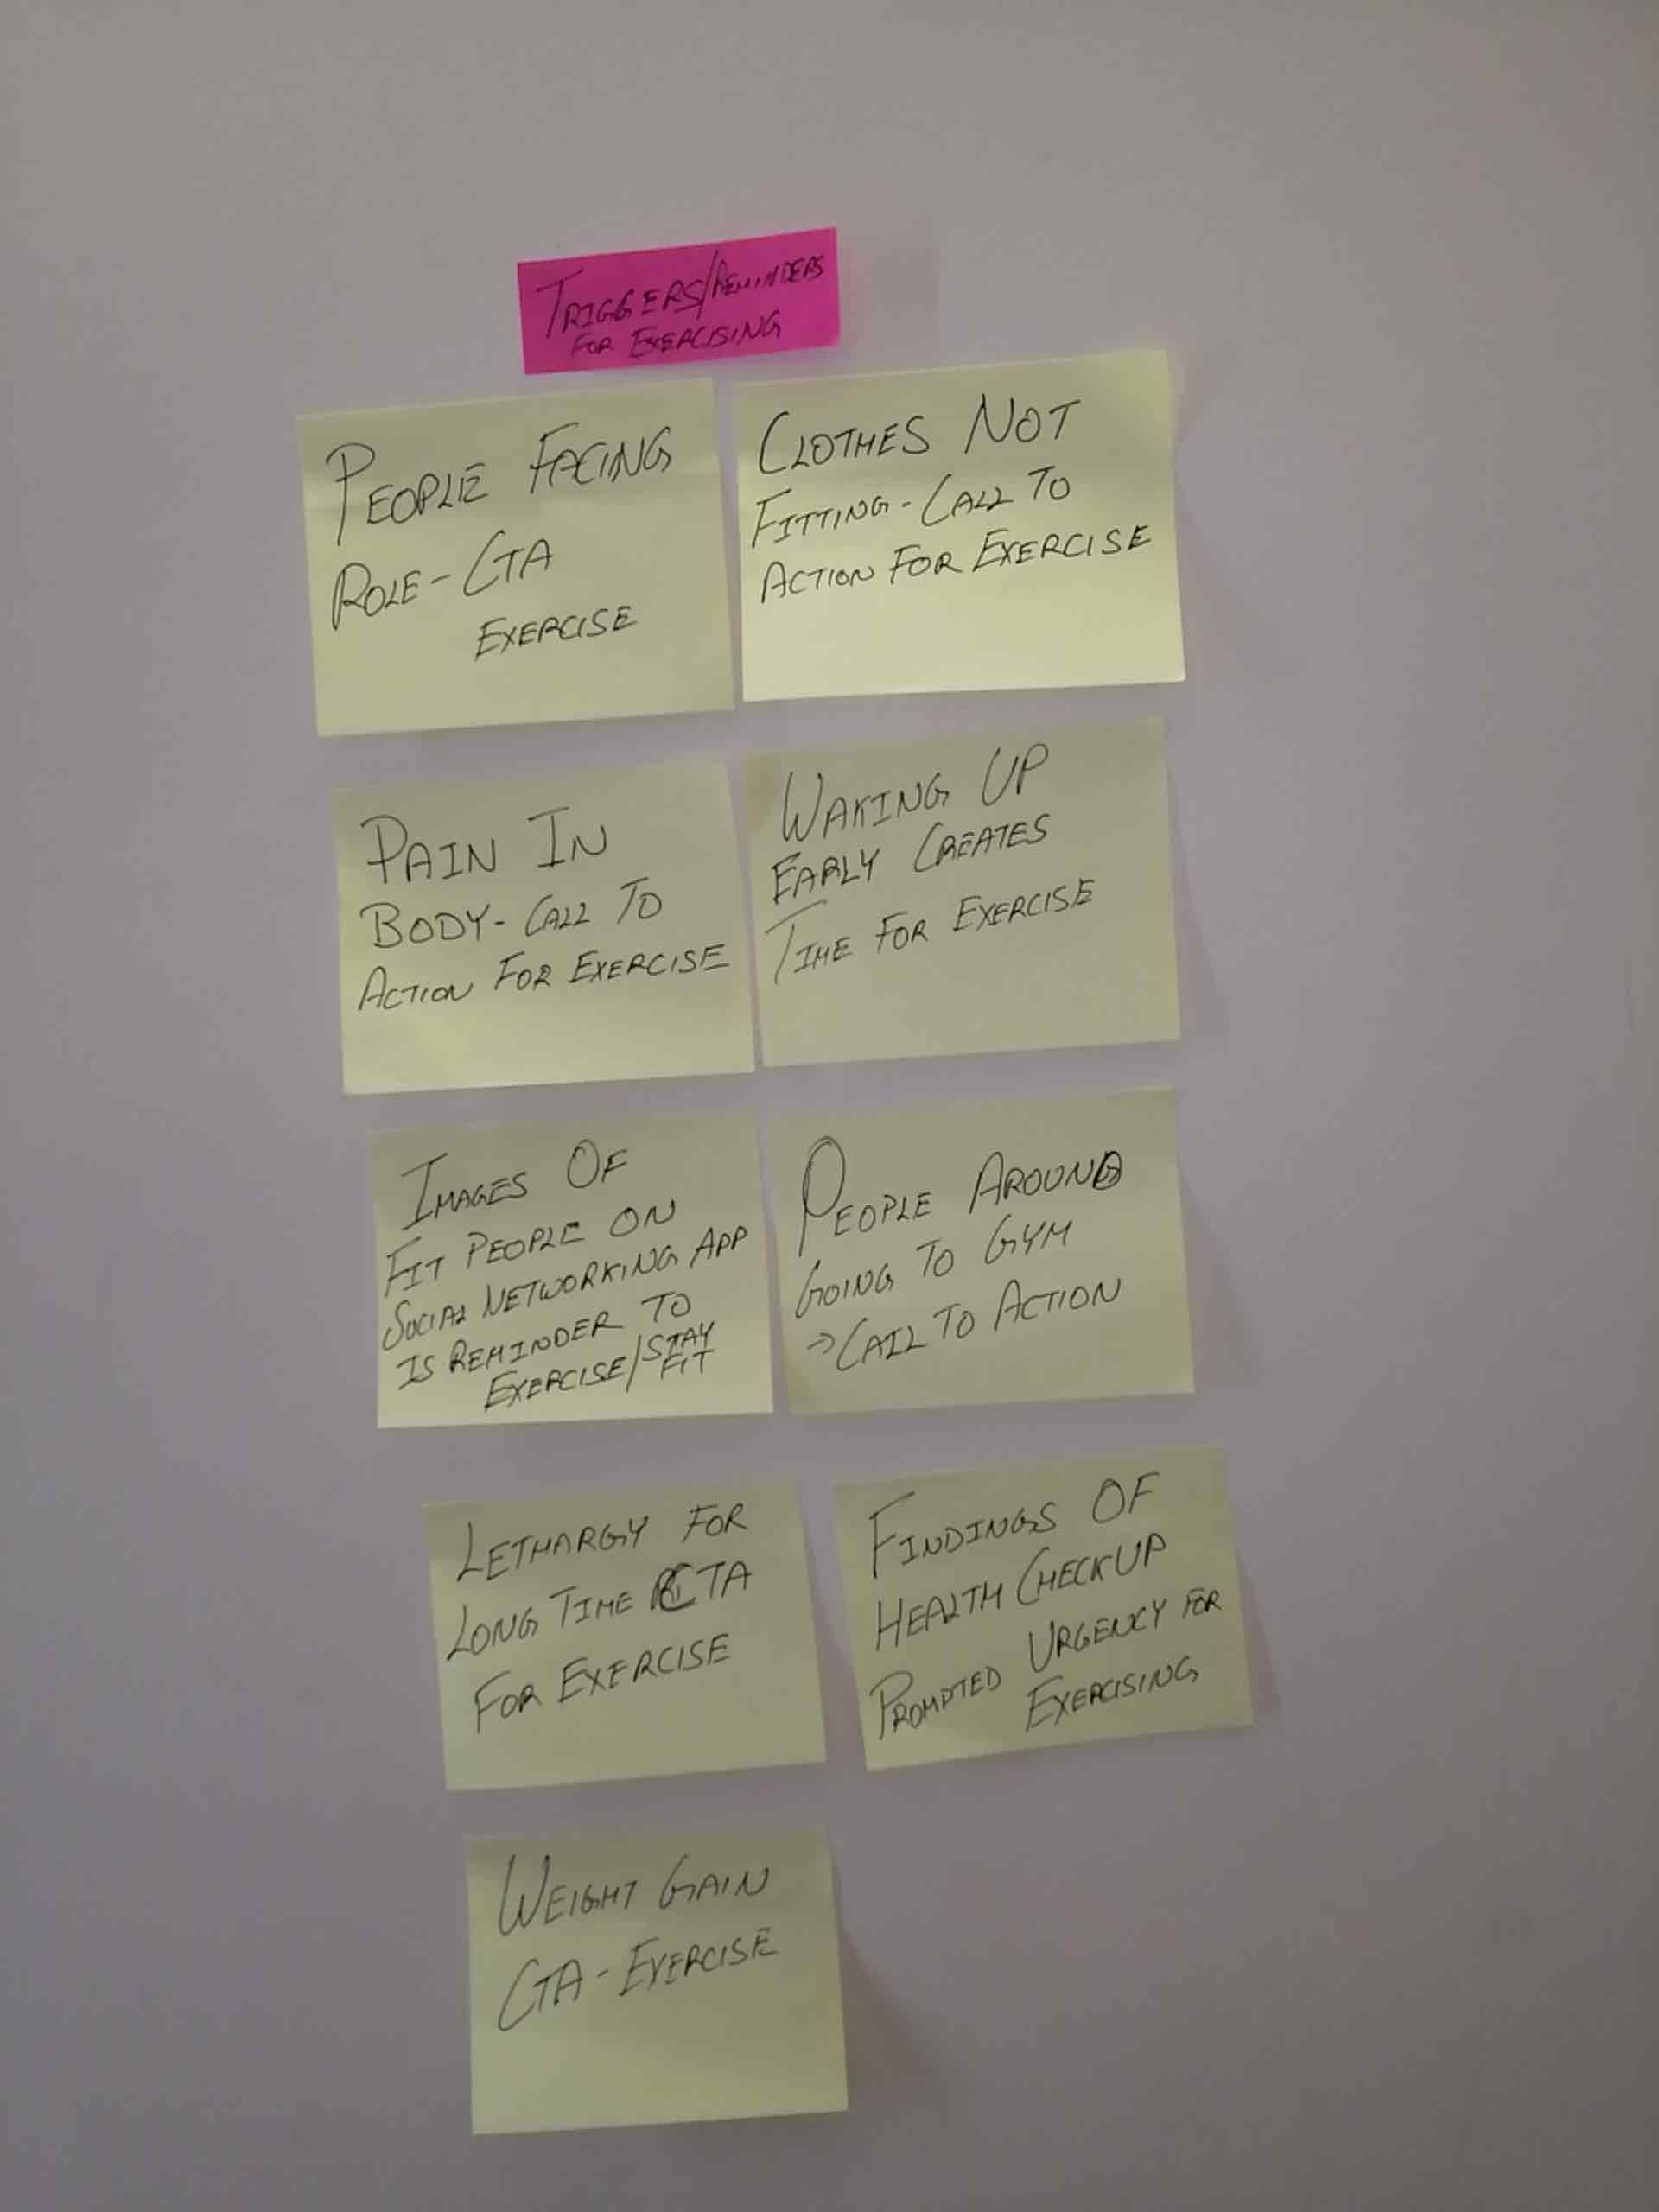 TRIGGERS/REMINDERS
FOR EXERCISING
PEOPLE FACING
ROLE - CTA
EXERCISE
CLOTHES NOT
FITTING - CALL TO
ACTION FOR EXERCISE
PAIN IN
BODY - CALL TO
ACTION FOR EXERCISE
WAKING UP
EARLY CREATES
TIME FOR EXERCISE
IMAGES OF
FIT PEOPLE ON
SOCIAL NETWORKING APP
IS REMINDER TO
EXERCISE/STAY
FIT
PEOPLE AROUND
GOING TO GYM
→ CALL TO ACTION
LETHARGY FOR
LONG TIME CTA
FOR EXERCISE
FINDINGS OF
HEALTH CHECKUP
PROMPTED URGENCY FOR
EXERCISING
WEIGHT GAIN
CTA - EXERCISE